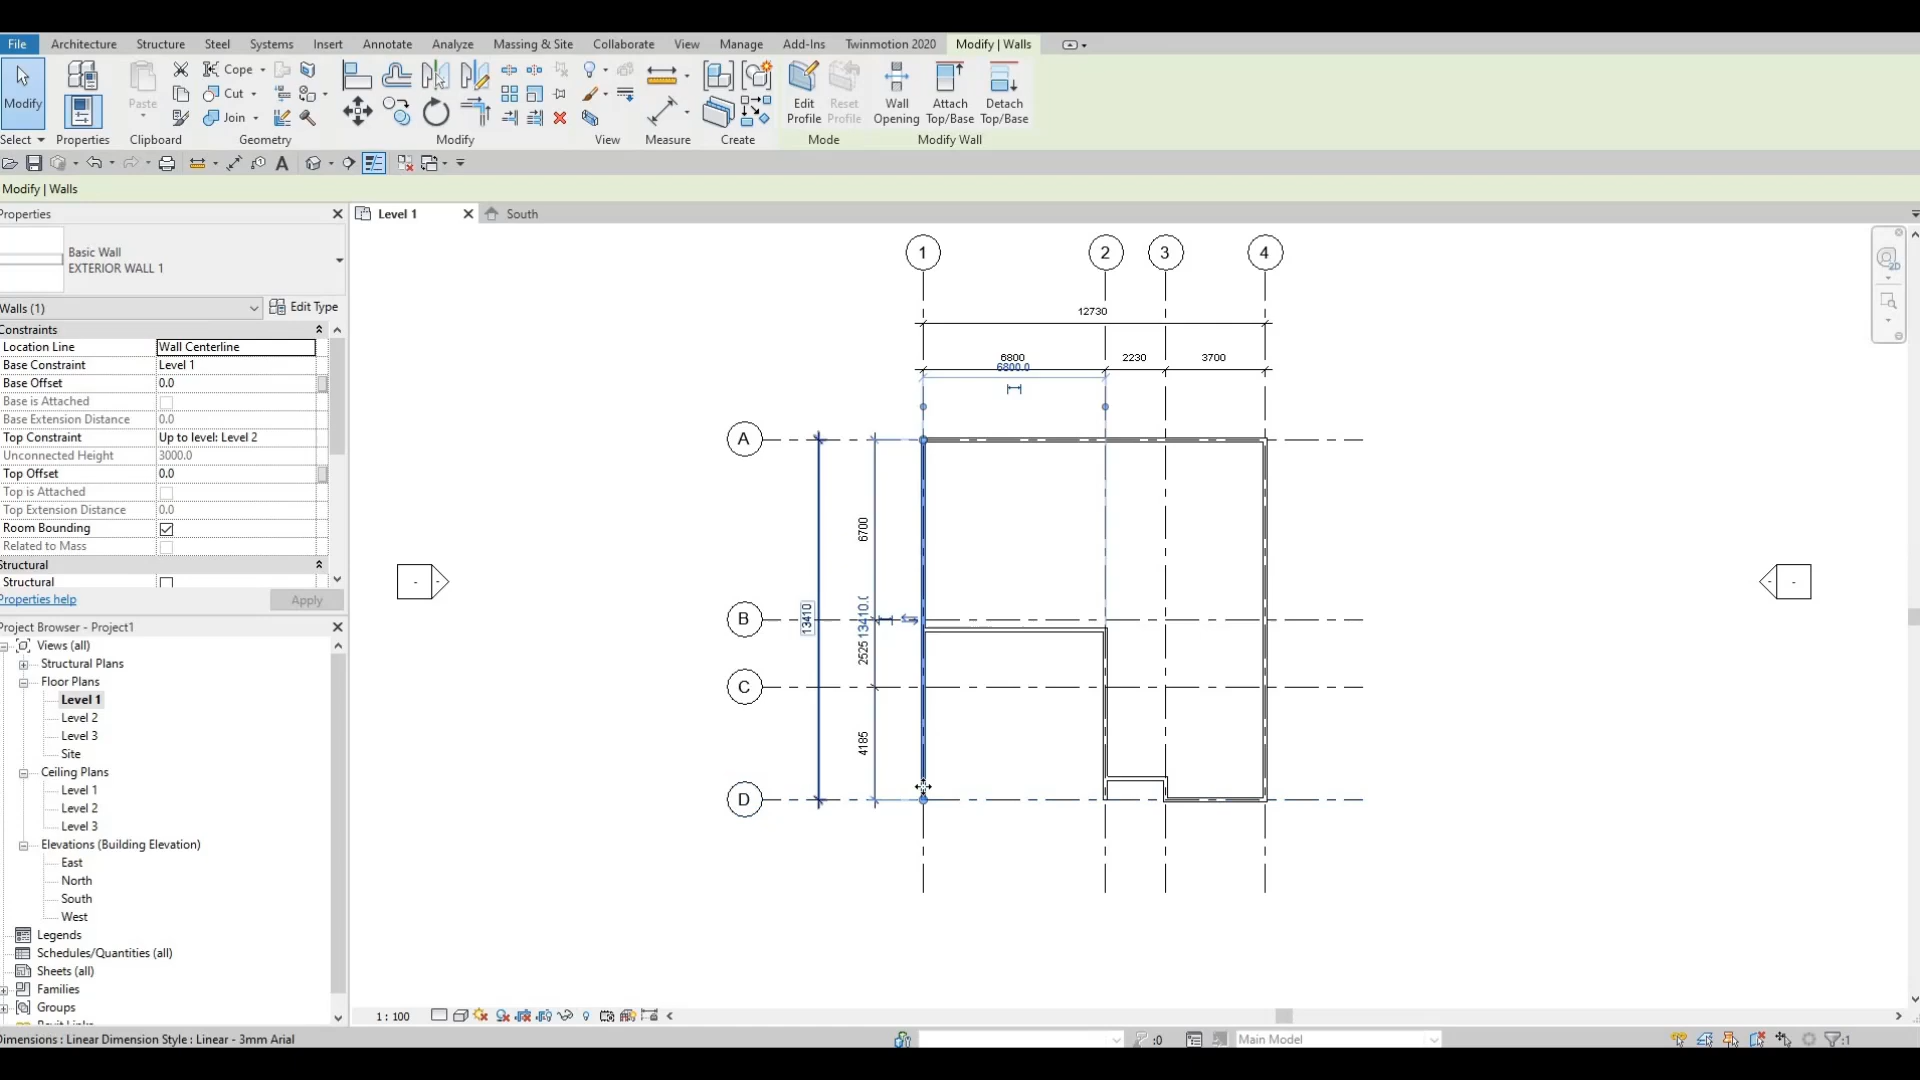 File Architecture Structure Steel Systems Insert Annotate Analyze Massing & Site Collaborate View Manage Add-Ins Twinmotion 2020 Modify | Walls
Modify
Paste
Cope
Cut
Join
Edit Profile
Reset Profile
Wall Opening
Attach Top/Base
Detach Top/Base
Select Properties Clipboard Geometry Modify View Measure Create Mode Modify Wall
Modify | Walls
Properties
Level 1
South
Basic Wall
EXTERIOR WALL 1
Walls (1)
Edit Type
Constraints
Location Line Wall Centerline
Base Constraint Level 1
Base Offset 0.0
Base is Attached
Base Extension Distance 0.0
Top Constraint Up to level: Level 2
Unconnected Height 3000.0
Top Offset 0.0
Top is Attached
Top Extension Distance 0.0
Room Bounding
Related to Mass
Structural
Structural
Properties help
Apply
Project Browser - Project1
Views (all)
Structural Plans
Floor Plans
Level 1
Level 2
Level 3
Site
Ceiling Plans
Level 1
Level 2
Level 3
Elevations (Building Elevation)
East
North
South
West
Legends
Schedules/Quantities (all)
Sheets (all)
Families
Groups
1 2 3 4
12730
6800 2230 3700
6800.0
A
6700
B
13410
13410.0
2525
C
4185
D
1 : 100
Dimensions : Linear Dimension Style : Linear - 3mm Arial
:0
Main Model
:1